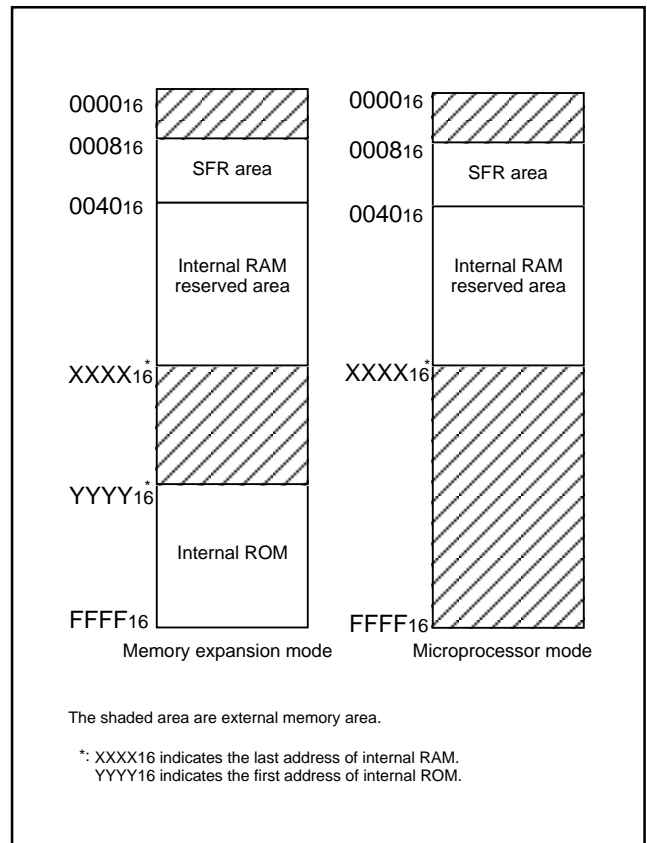 0000₁₆
0008₁₆
SFR area
0040₁₆
Internal RAM
reserved area
XXXX₁₆*
YYYY₁₆*
Internal ROM
FFFF₁₆
Memory expansion mode
0000₁₆
0008₁₆
SFR area
0040₁₆
Internal RAM
reserved area
XXXX₁₆*
FFFF₁₆
Microprocessor mode
The shaded area are external memory area.
*: XXXX16 indicates the last address of internal RAM.
YYYY16 indicates the first address of internal ROM.